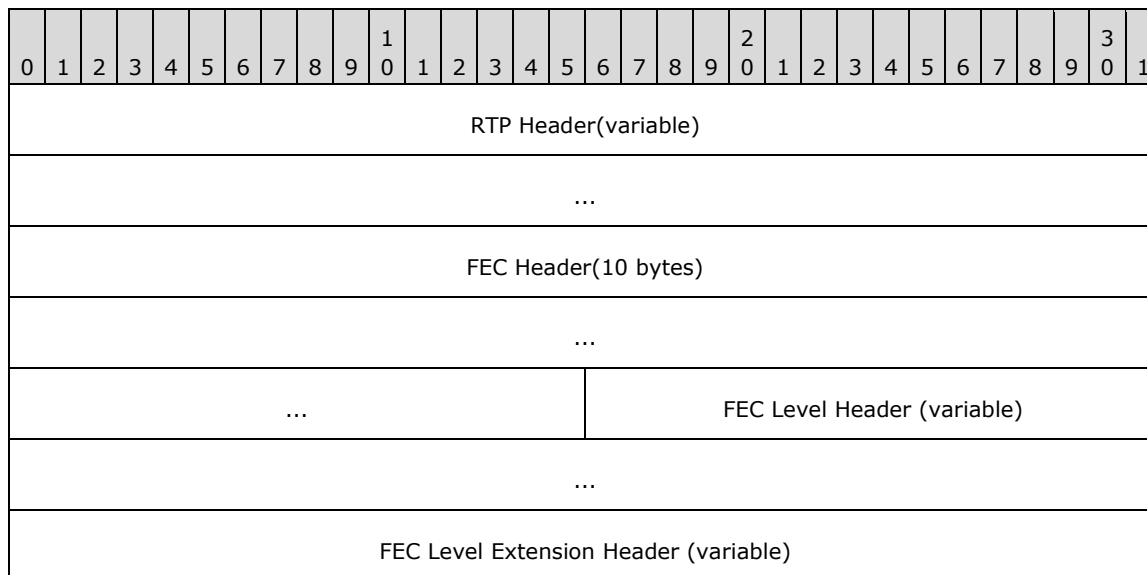 1 2 3
0 1 2 3 4 5 6 7 8 9 0 1 2 3 4 5 6 7 8 9 0 1 2 3 4 5 6 7 8 9 0 1
RTP Header(variable)
...
FEC Header(10 bytes)
...
... FEC Level Header (variable)
...
FEC Level Extension Header (variable)